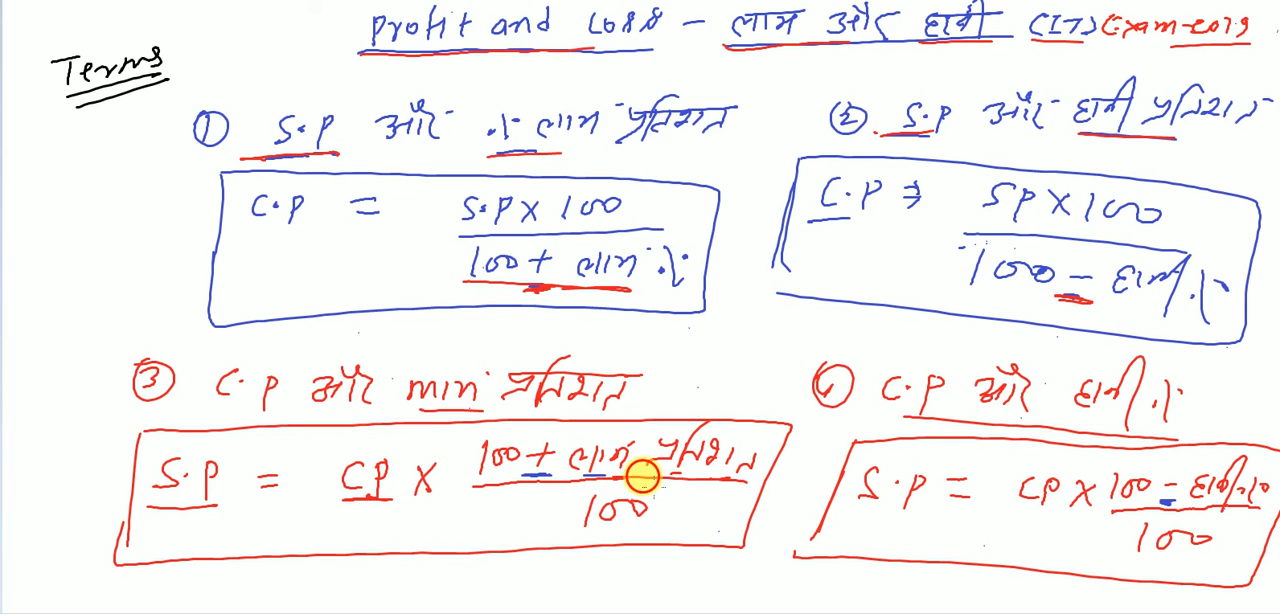 Profit and Loss - लाभ और हानी (ITI Exam-2019
Terms
① S.P और % लाभ प्रतिशत
② S.P और हानी प्रतिशत
C.P = S.P X 100
100 + लाभ %
C.P ⇒ SP X 100
100 - हानी %
③ C.P और लाभ प्रतिशत
④ C.P और हानी %
S.P = CP X 100 + लाभ प्रतिशत
100
S.P = CP X 100 - हानी %
100